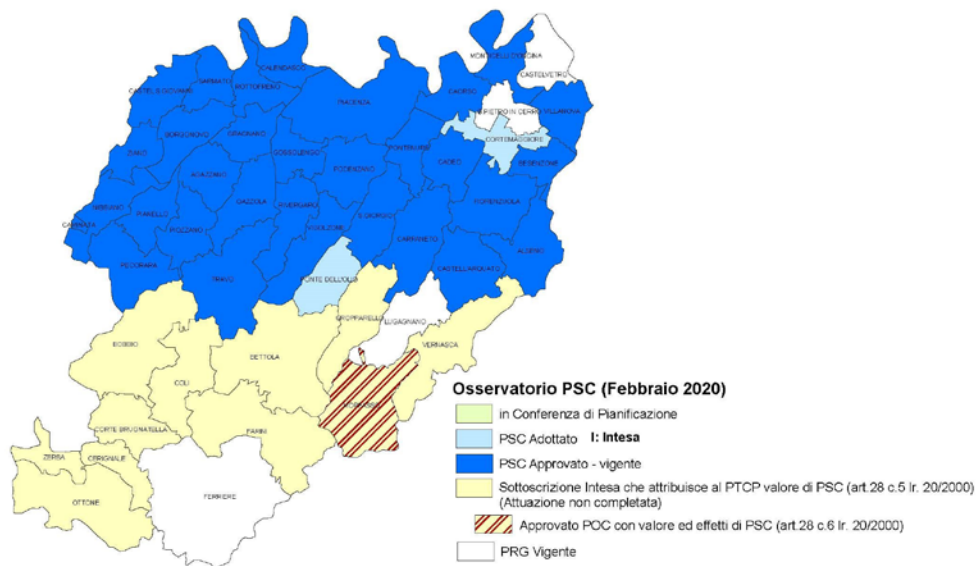 MONTICELLI D'ONGINA
CASTELVETRO
CALENDASCO
SARMATO
ROTTOFRENO
CASTEL S GIOVANNI
PIACENZA
CAORSO
S PIETRO IN CERRO
VILLANOVA
CORTEMAGGIORE
BORGONOVO
GRAGNANO
ZIANO
GOSSOLENGO
PONTENURE
CADEO
BESENZONE
AGAZZANO
PODENZANO
GAZZOLA
RIVERGARO
FIORENZUOLA
NIBBIANO
PIANELLO
S GIORGIO
CAMINATA
PIOZZANO
VIGOLZONE
CARPANETO
ALSENO
PECORARA
TRAVO
PONTE DELL'OLIO
CASTELLARQUATO
GROPPARELLO
LUGAGNANO
BOBBIO
BETTOLA
VERNASCA
COLI
MORFASSO
CORTE BRUGNATELLA
FARINI
ZERBA
CERIGNALE
OTTONE
FERRIERE
Osservatorio PSC (Febbraio 2020)
in Conferenza di Pianificazione
PSC Adottato I: Intesa
PSC Approvato - vigente
Sottoscrizione Intesa che attribuisce al PTCP valore di PSC (art.28 c.5 lr. 20/2000)
(Attuazione non completata)
Approvato POC con valore ed effetti di PSC (art.28 c.6 lr. 20/2000)
PRG Vigente